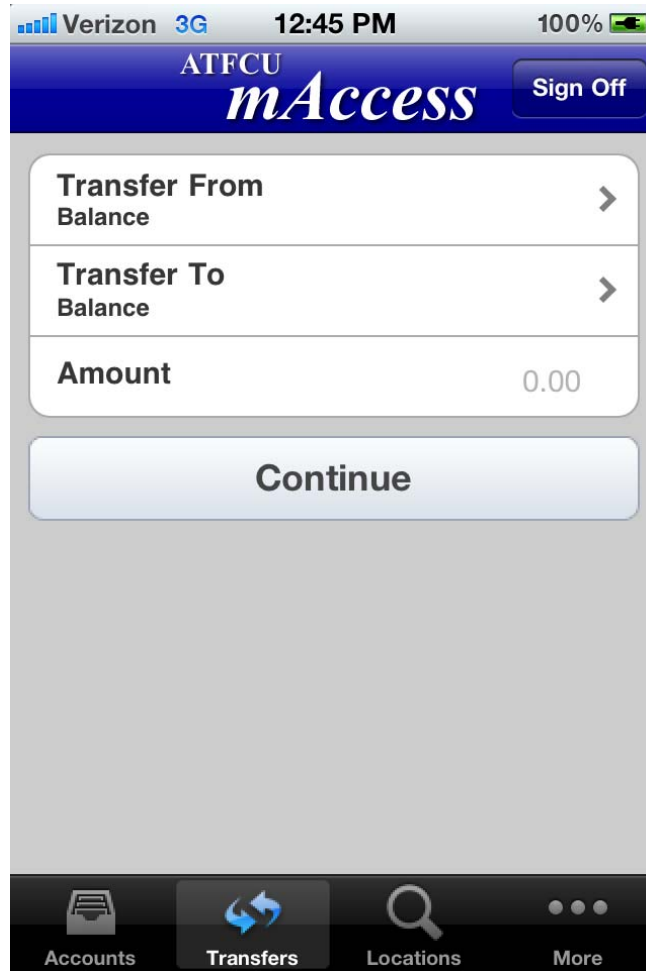 Verizon 3G 12:45 PM 100%
ATFCU
mAccess
Sign Off
Transfer From
Balance
Transfer To
Balance
Amount 0.00
Continue
Accounts Transfers Locations More